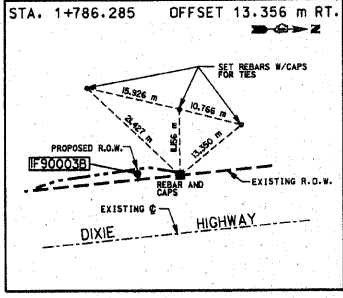 STA. 1+786.285 OFFSET 13.356 m RT.
Z
SET REBARS W/CAPS
FOR TIES
15.926 m
10.766 m
21.427 m
11.156 m
13.350 m
PROPOSED R.O.W.
IF90003B
REBAR AND
CAPS
EXISTING R.O.W.
EXISTING ℄
DIXIE HIGHWAY